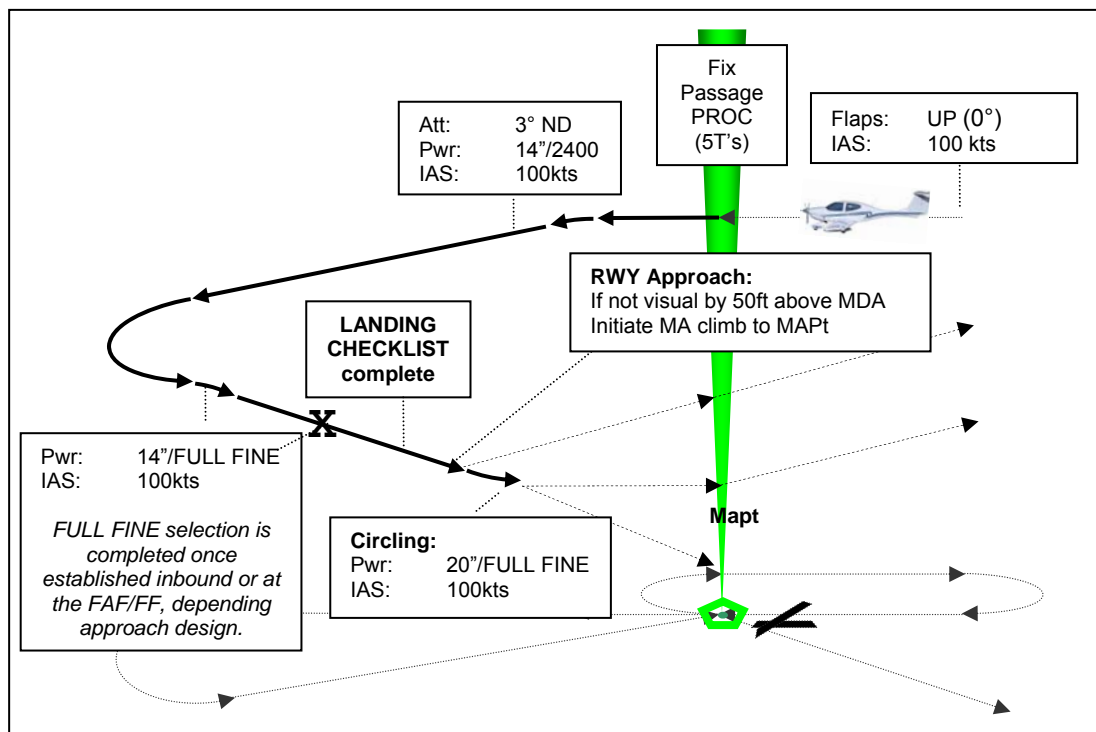 Fix
Passage
PROC
(5T's)
Flaps: UP (0°)
IAS: 100 kts
Att: 3° ND
Pwr: 14”/2400
IAS: 100kts
RWY Approach:
If not visual by 50ft above MDA
Initiate MA climb to MAPt
LANDING
CHECKLIST
complete
X
Pwr: 14”/FULL FINE
IAS: 100kts
FULL FINE selection is
completed once
established inbound or at
the FAF/FF, depending
approach design.
Circling:
Pwr: 20”/FULL FINE
IAS: 100kts
Mapt